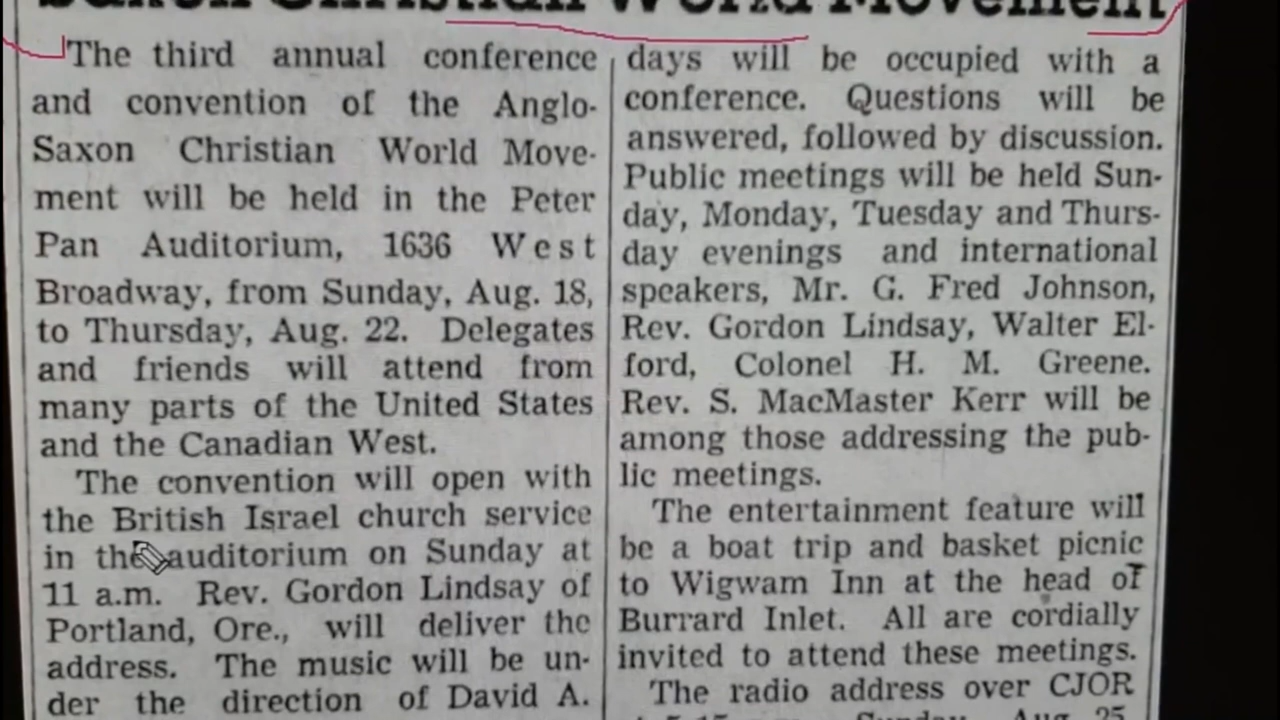 Christian World Movement
The third annual conference
and convention of the Anglo-
Saxon Christian World Move-
ment will be held in the Peter
Pan Auditorium, 1636 West
Broadway, from Sunday, Aug. 18,
to Thursday, Aug. 22. Delegates
and friends will attend from
many parts of the United States
and the Canadian West.
The convention will open with
the British Israel church service
in the auditorium on Sunday at
11 a.m. Rev. Gordon Lindsay of
Portland, Ore., will deliver the
address. The music will be un-
der the direction of David A.
days will be occupied with a
conference. Questions will be
answered, followed by discussion.
Public meetings will be held Sun-
day, Monday, Tuesday and Thurs-
day evenings and international
speakers, Mr. G. Fred Johnson,
Rev. Gordon Lindsay, Walter El-
ford, Colonel H. M. Greene.
Rev. S. MacMaster Kerr will be
among those addressing the pub-
lic meetings.
The entertainment feature will
be a boat trip and basket picnic
to Wigwam Inn at the head of
Burrard Inlet. All are cordially
invited to attend these meetings.
The radio address over CJOR
Sunday, Aug. 25,